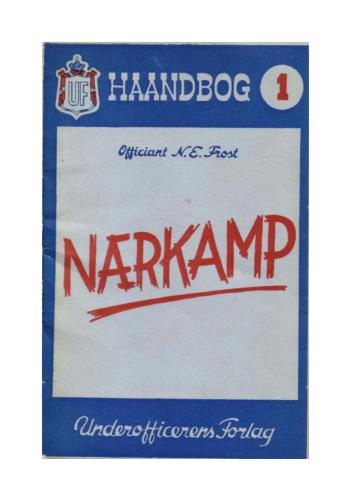 UF HAANDBOG 1
Officiant N.E. Frost
NÆRKAMP
Underofficerens Forlag